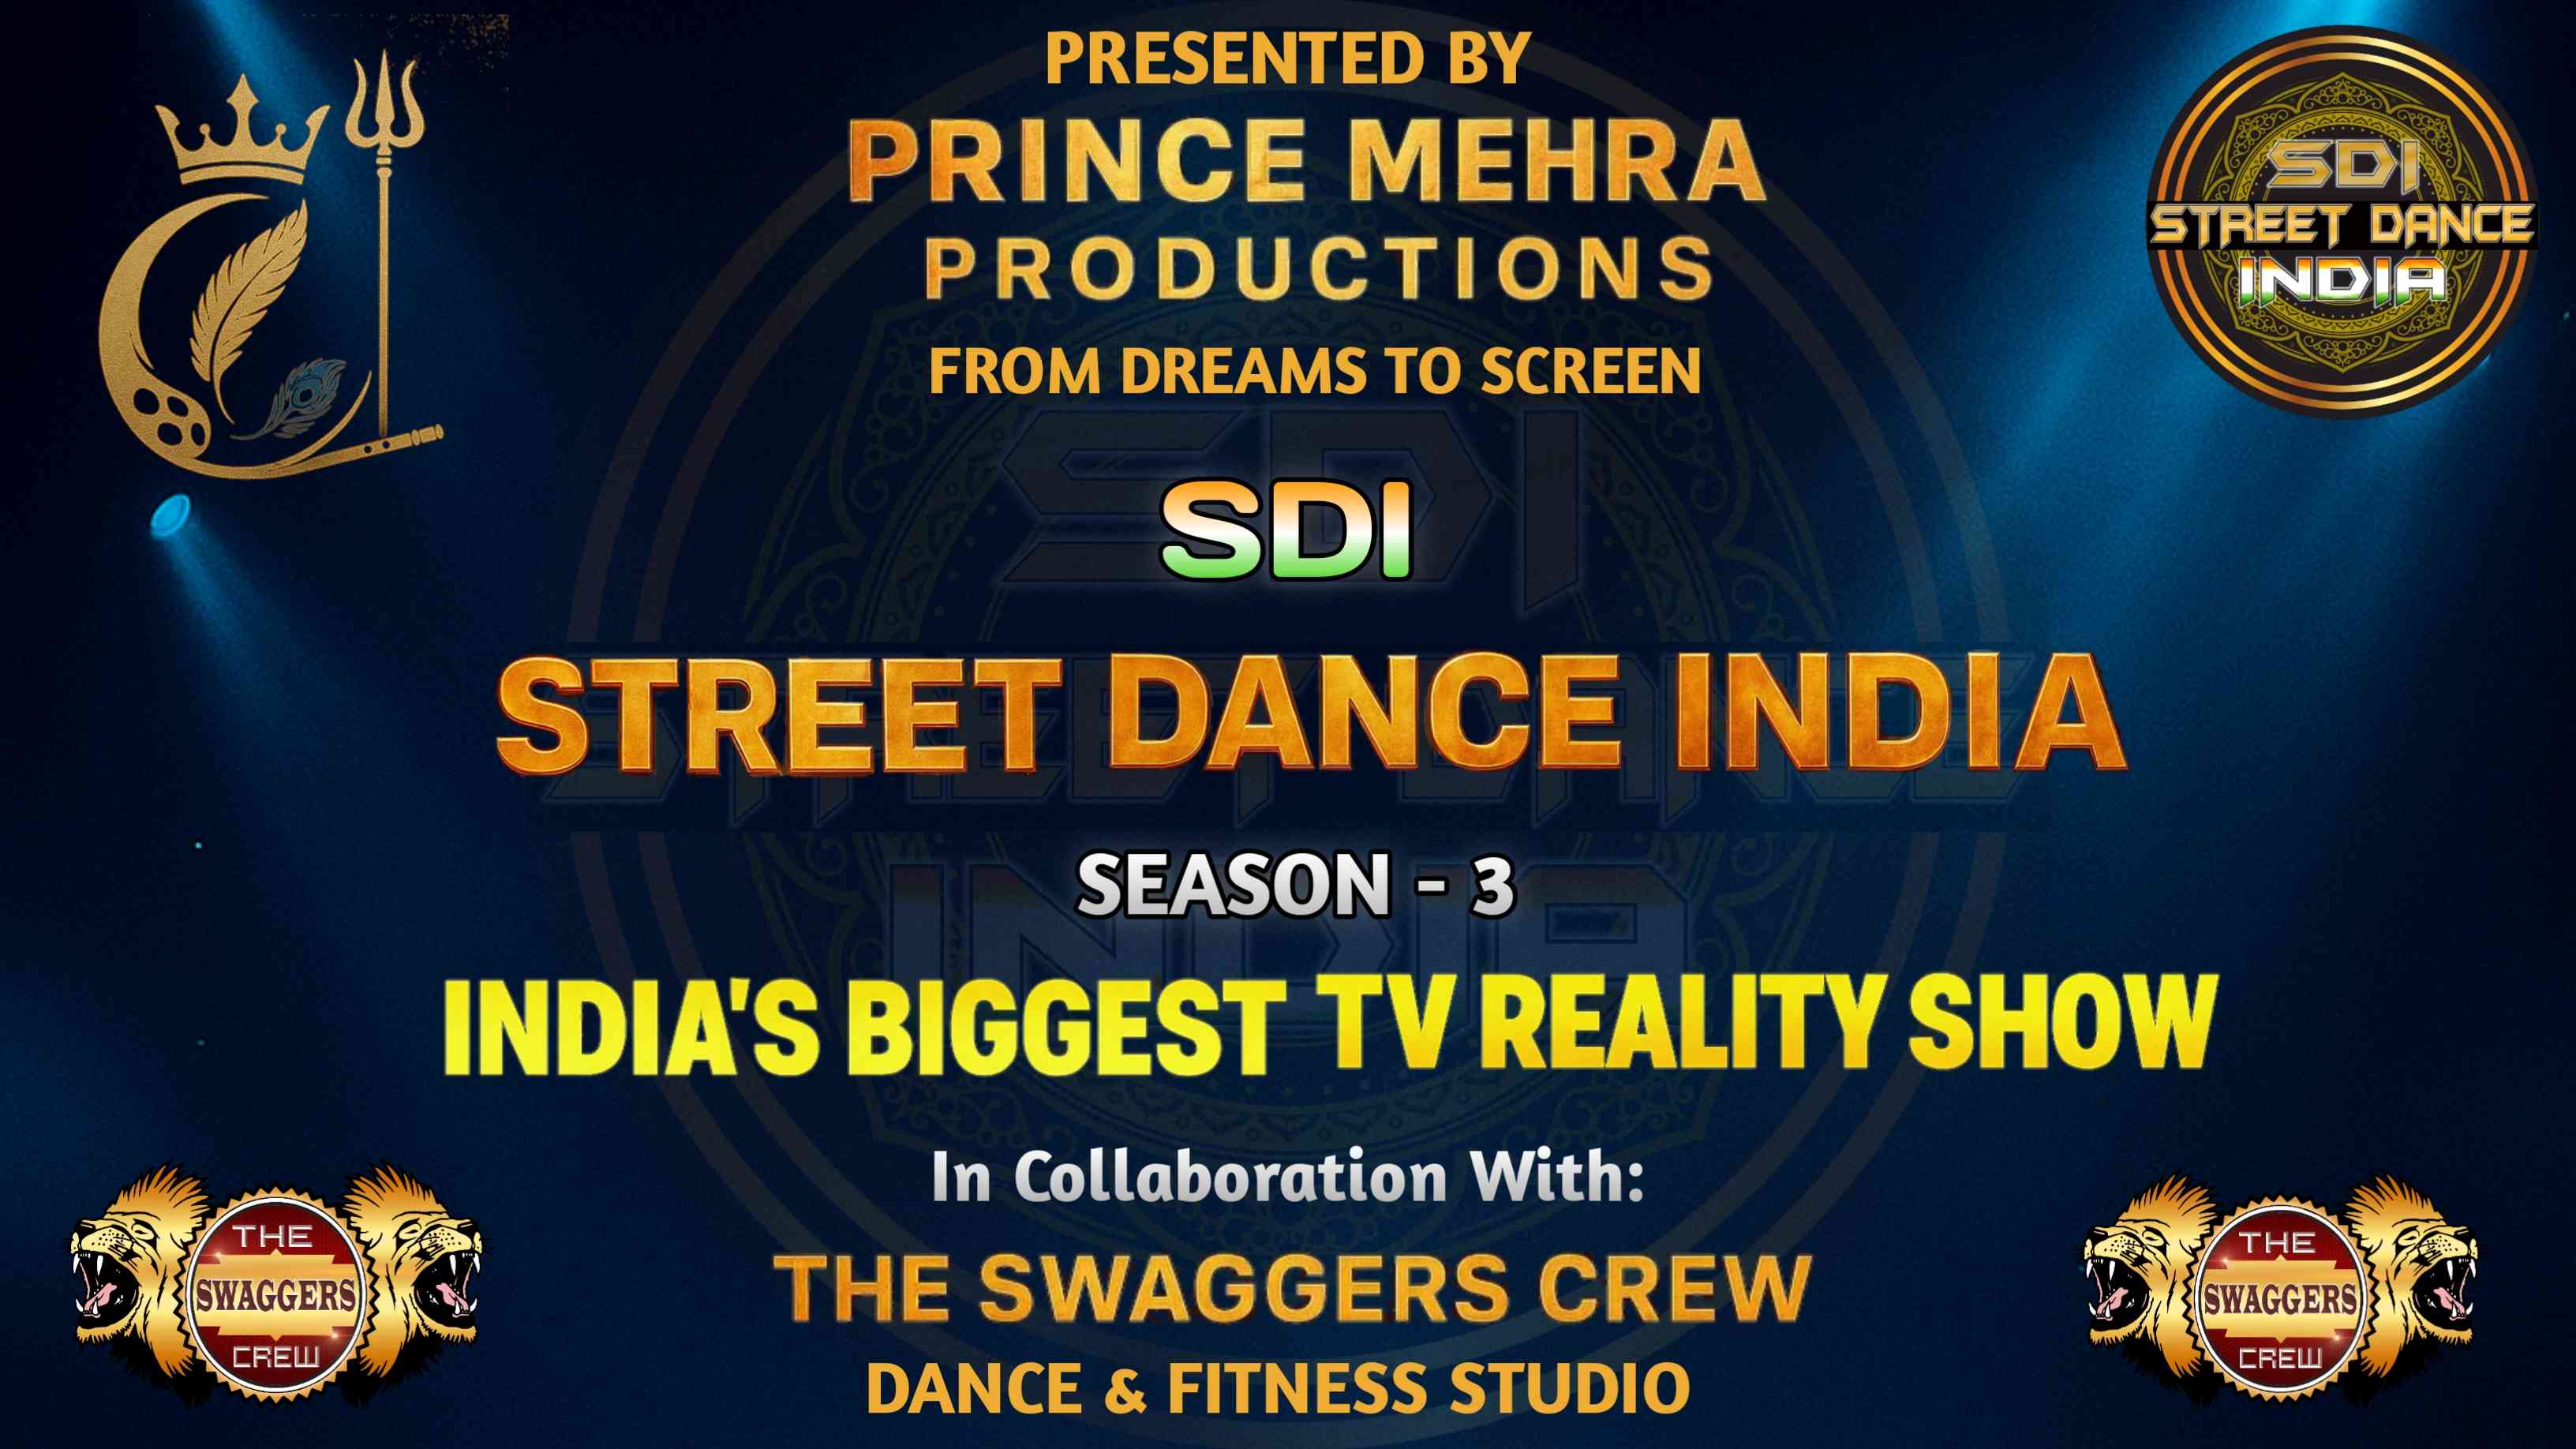 PRESENTED BY
PRINCE MEHRA
PRODUCTIONS
FROM DREAMS TO SCREEN
SDI
STREET DANCE
INDIA
SDI
STREET DANCE INDIA
SEASON - 3
INDIA'S BIGGEST TV REALITY SHOW
In Collaboration With:
THE SWAGGERS CREW
DANCE & FITNESS STUDIO
THE
SWAGGERS
CREW
THE
SWAGGERS
CREW